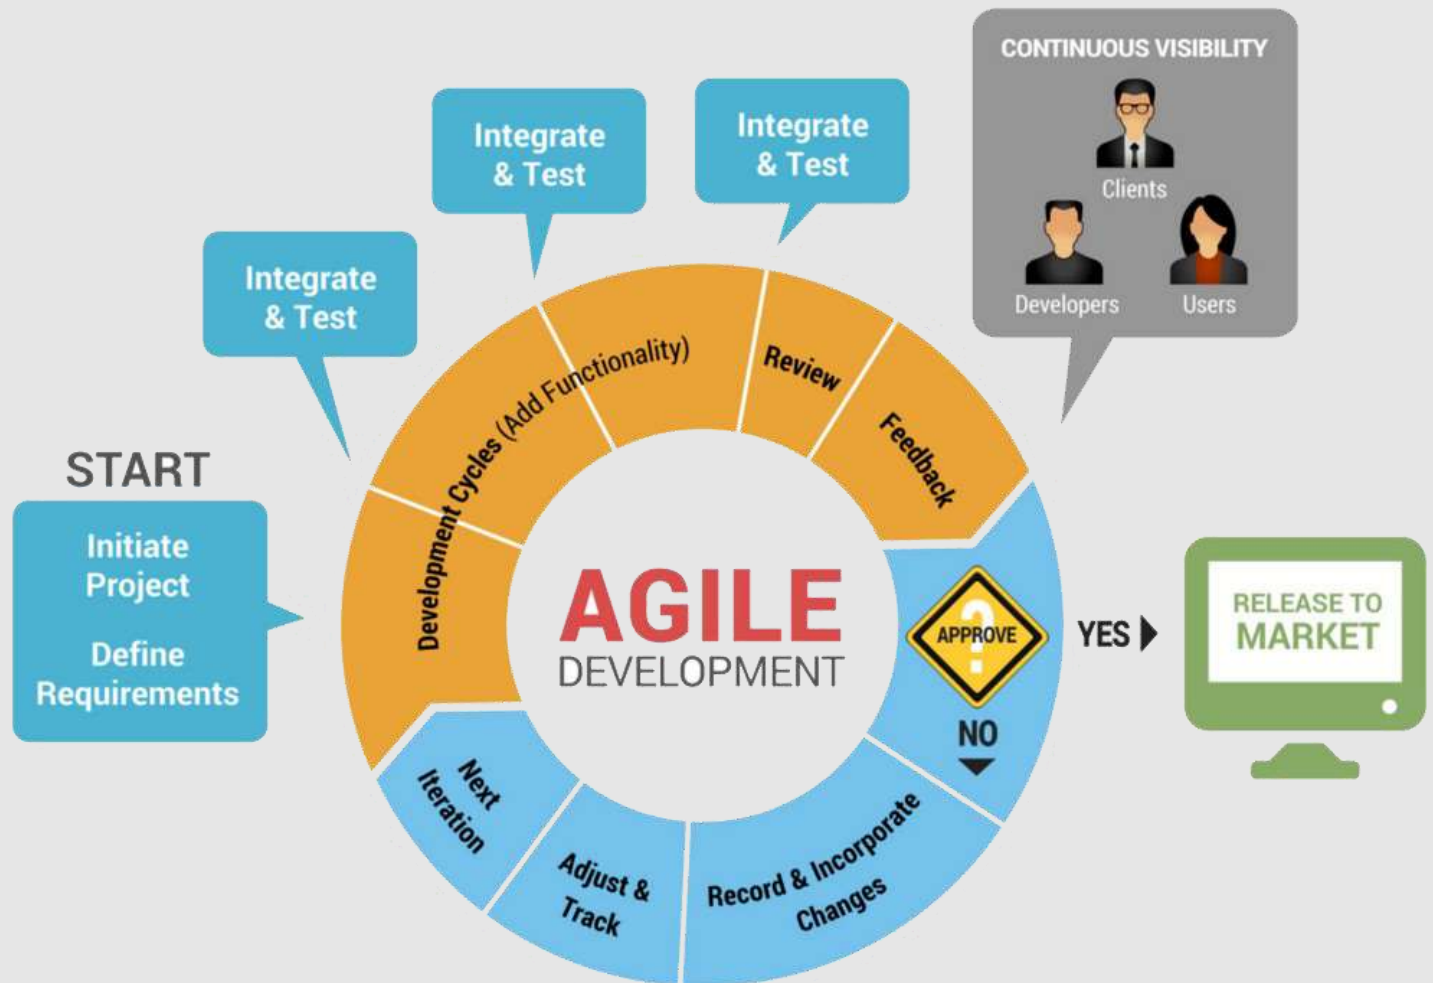 CONTINUOUS VISIBILITY
Clients
Developers
Users
Integrate
& Test
Integrate
& Test
Integrate
& Test
START
Initiate
Project
Define
Requirements
Development Cycles (Add Functionality)
Review
Feedback
AGILE
DEVELOPMENT
?
APPROVE
YES
RELEASE TO
MARKET
NO
Record & Incorporate
Changes
Adjust &
Track
Next
Iteration